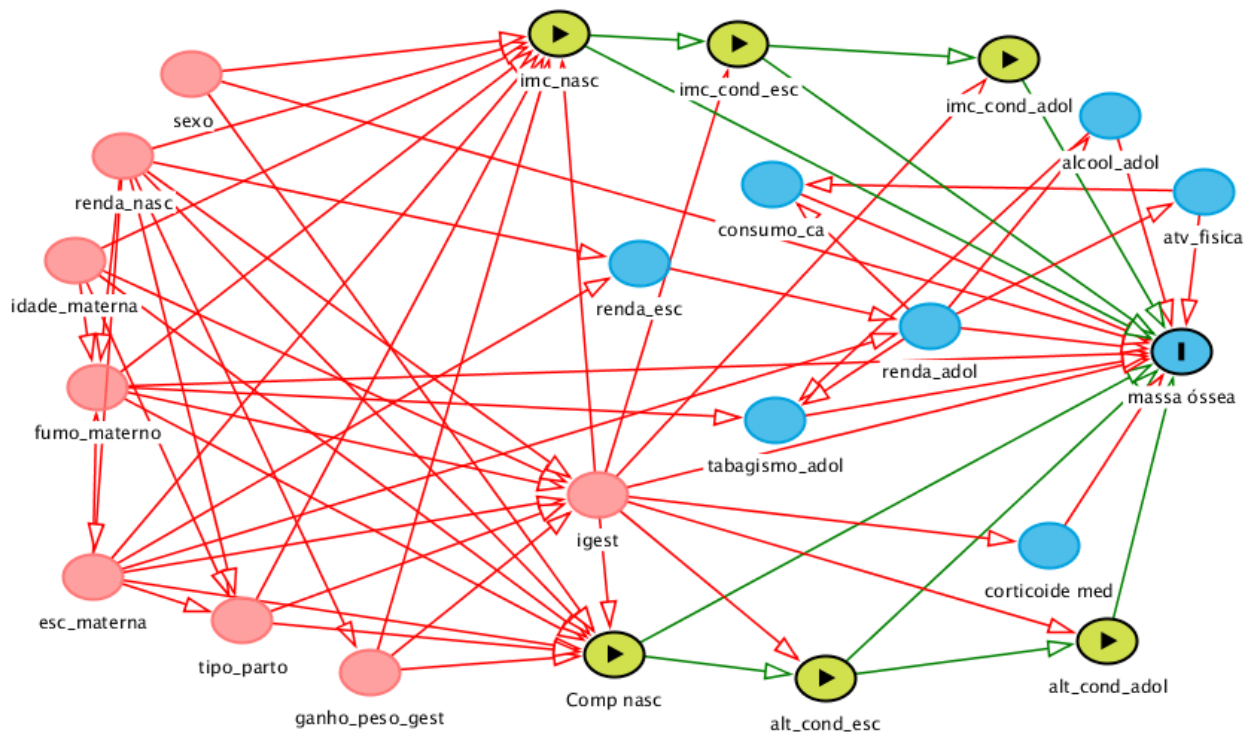 imc_nasc
imc_cond_esc
imc_cond_adol
sexo
alcool_adol
renda_nasc
consumo_ca
atv_fisica
idade_materna
renda_esc
renda_adol
massa óssea
fumo_materno
tabagismo_adol
igest
corticoide med
esc_materna
tipo_parto
alt_cond_adol
Comp nasc
ganho_peso_gest
alt_cond_esc